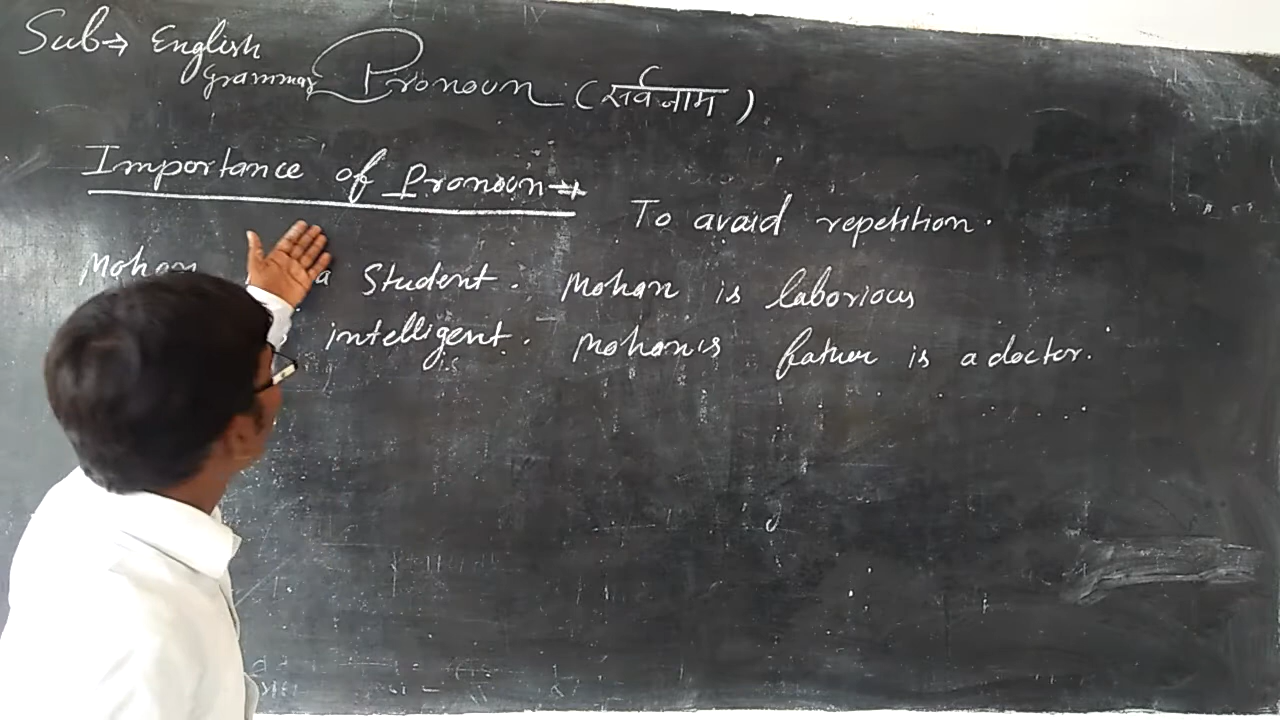 Sub→ English
Grammar
Pronoun (सर्वनाम)
Importance of Pronoun→
To avoid repetition.
Mohan a Student. Mohan is laborious
intelligent. Mohan's father is a doctor.